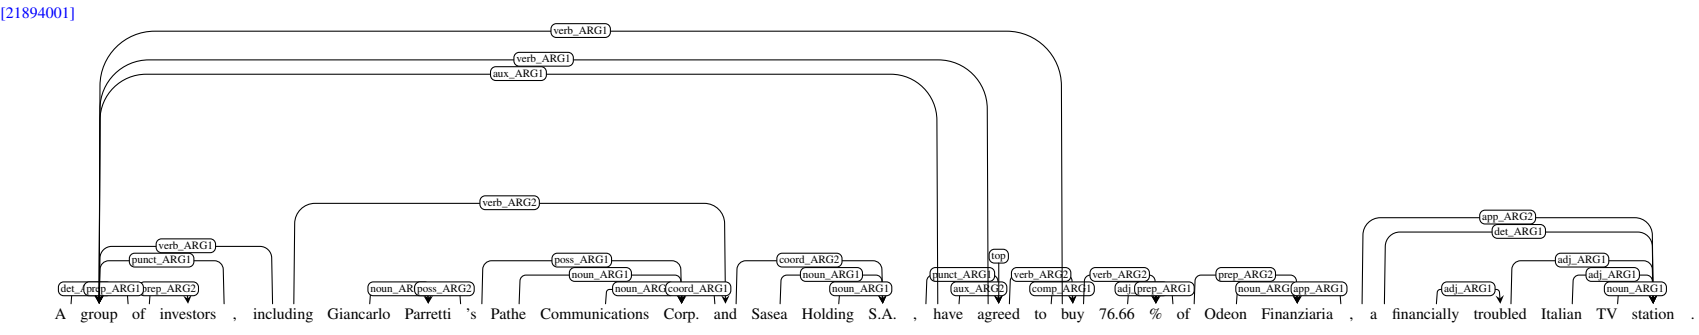 [21894001]
verb_ARG1
verb_ARG1
aux_ARG1
verb_ARG2
app_ARG2
det_ARG1
verb_ARG1
top
punct_ARG1 poss_ARG1 coord_ARG2 adj_ARG1
noun_ARG1 noun_ARG1 punct_ARG1 verb_ARG2 verb_ARG2 prep_ARG2 adj_ARG1
prep_ARG1 prep_ARG2 poss_ARG2 coord_ARG1 noun_ARG1 aux_ARG2 comp_ARG1 prep_ARG1 app_ARG1 adj_ARG1 noun_ARG1
A group of investors , including Giancarlo Parretti 's Pathe Communications Corp. and Sasea Holding S.A. , have agreed to buy 76.66 % of Odeon Finanziaria , a financially troubled Italian TV station .